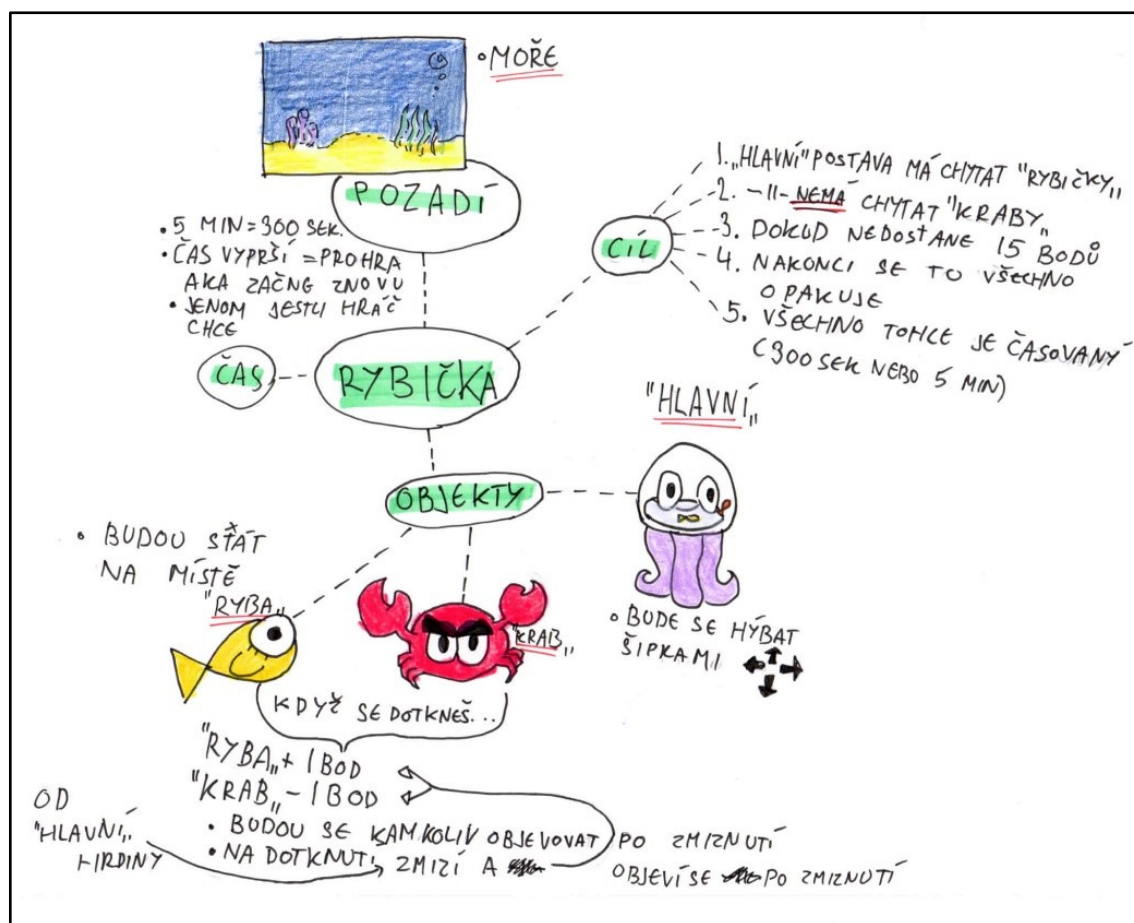 • MOŘE
POZADÍ
• 5 MIN = 300 SEK.
• ČAS VYPRŠÍ = PROHRA
AKA ZAČNE ZNOVU
• JENOM JESTLI HRÁČ
CHCE
ČAS
RYBIČKA
CÍL
1. „HLAVNÍ" POSTAVA MÁ CHYTAT "RYBIČKY„
2. -11- NEMÁ CHYTAT "KRABY„
3. DOKUD NEDOSTANE 15 BODŮ
4. NAKONCI SE TO VŠECHNO
OPAKUJE
5. VŠECHNO TOHLE JE ČASOVANÝ
(300 SEK NEBO 5 MIN)
OBJEKTY
"HLAVNÍ„
• BUDE SE HÝBAT
ŠIPKAMI
• BUDOU STÁT
NA MÍSTĚ
"RYBA„
"KRAB„
KDYŽ SE DOTKNEŠ...
"RYBA„ + 1 BOD
"KRAB„ - 1 BOD
• BUDOU SE KAMKOLIV OBJEVOVAT PO ZMIZNUTÍ
• NA DOTKNUTÍ ZMIZÍ A OBJEVÍ SE PO ZMIZNUTÍ
OD
"HLAVNÍ„
HRDINY